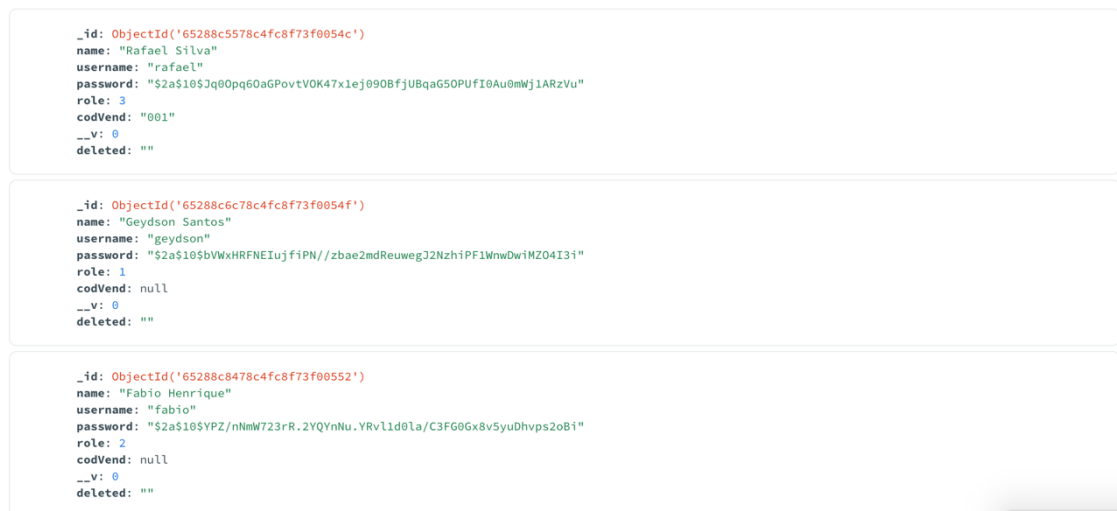 _id: ObjectId('65288c5578c4fc8f73f0054c')
name: "Rafael Silva"
username: "rafael"
password: "$2a$10$Jq0Opq6OaGPovtVOK47x1ej09OBfjUBqaG5OPUfI0Au0mWj1ARzVu"
role: 3
codVend: "001"
__v: 0
deleted: ""
_id: ObjectId('65288c6c78c4fc8f73f0054f')
name: "Geydson Santos"
username: "geydson"
password: "$2a$10$bVWxHRFNEIujfiPN//zbae2mdReuwegJ2NzhiPF1WnwDwiMZO4I3i"
role: 1
codVend: null
__v: 0
deleted: ""
_id: ObjectId('65288c8478c4fc8f73f00552')
name: "Fabio Henrique"
username: "fabio"
password: "$2a$10$YPZ/nNmW723rR.2YQYnNu.YRvl1d0la/C3FG0Gx8v5yuDhvps2oBi"
role: 2
codVend: null
__v: 0
deleted: ""